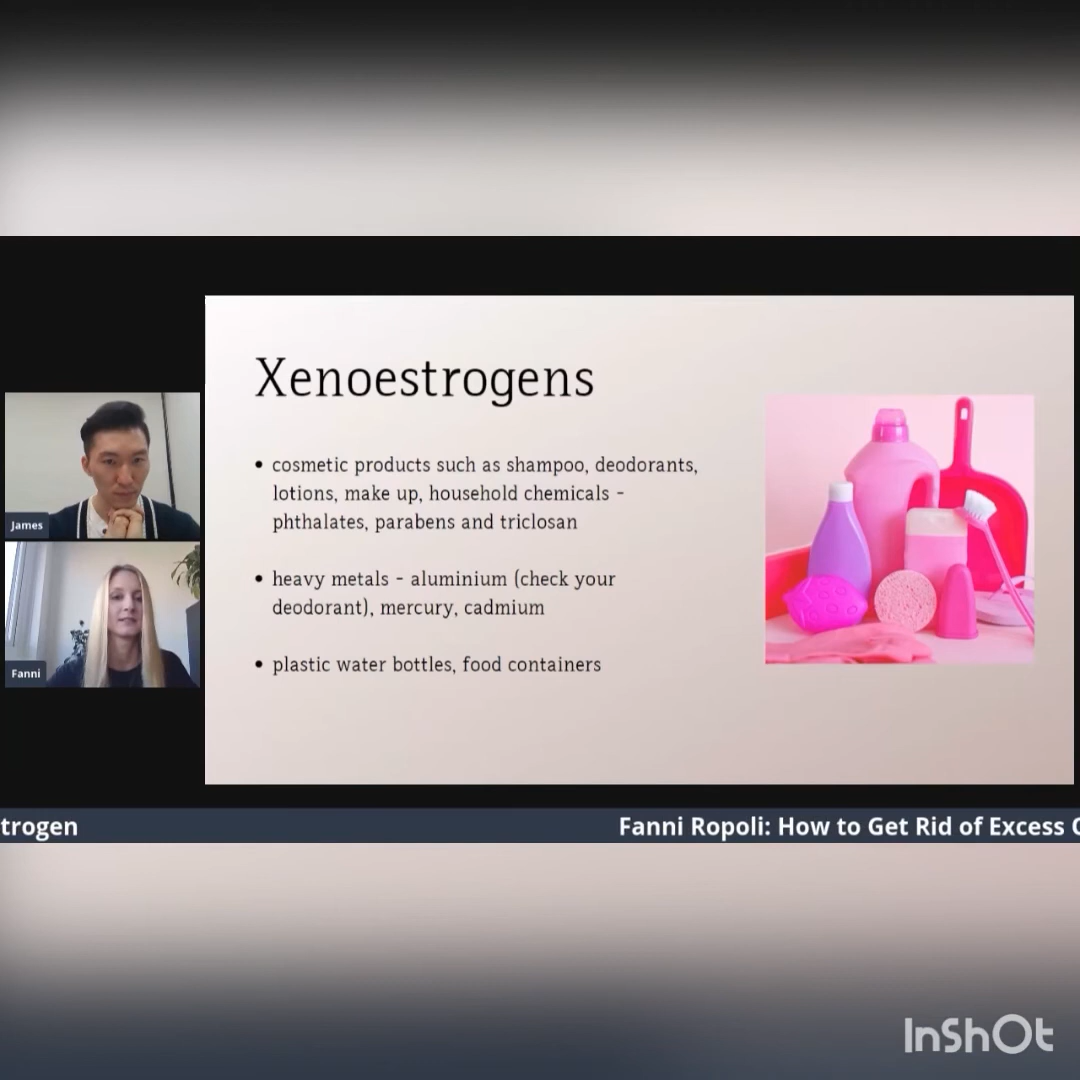 Xenoestrogens
• cosmetic products such as shampoo, deodorants,
lotions, make up, household chemicals -
phthalates, parabens and triclosan
• heavy metals - aluminium (check your
deodorant), mercury, cadmium
• plastic water bottles, food containers
James
Fanni
trogen
Fanni Ropoli: How to Get Rid of Excess
InShOt